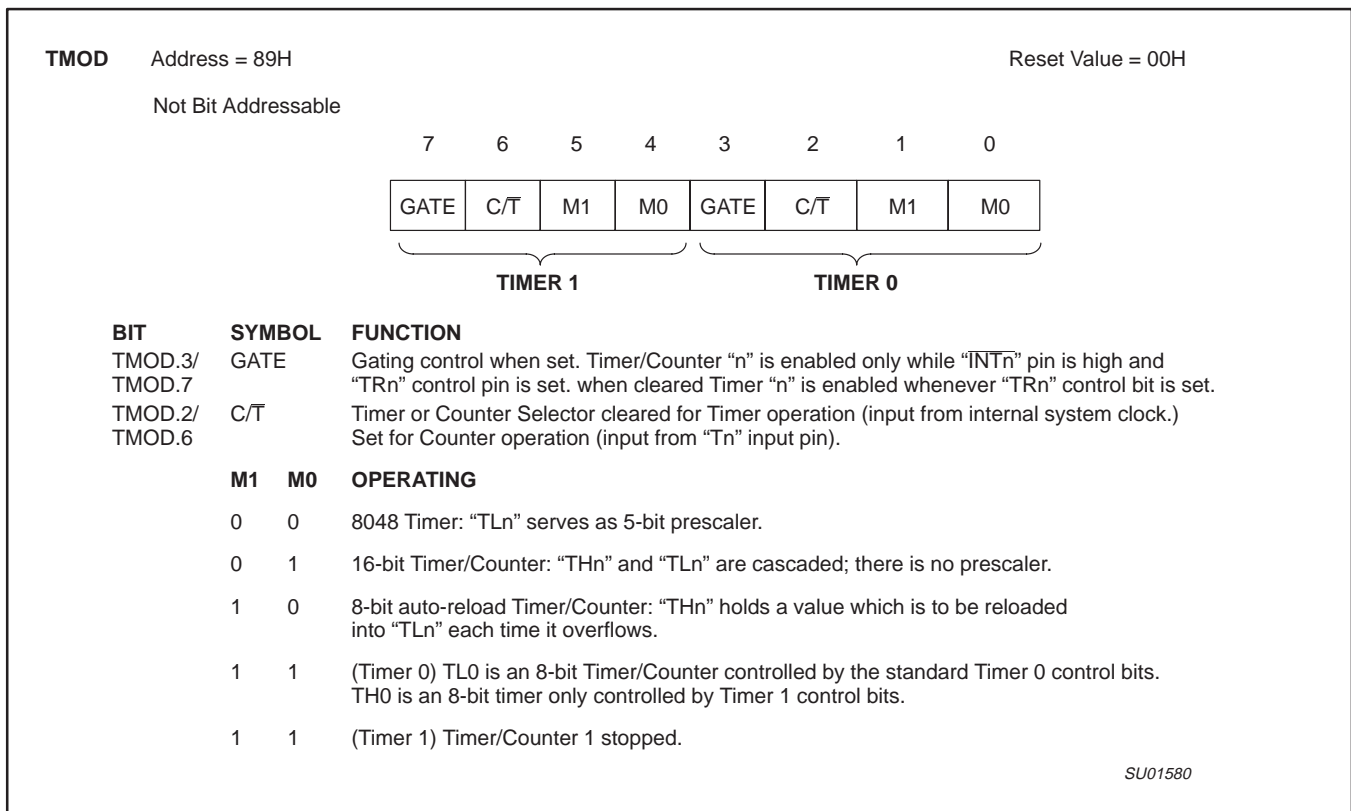 TMOD Address = 89H Reset Value = 00H
Not Bit Addressable
7 6 5 4 3 2 1 0
GATE C/T̅ M1 M0 GATE C/T̅ M1 M0
TIMER 1 TIMER 0
BIT SYMBOL FUNCTION
TMOD.3/ GATE Gating control when set. Timer/Counter “n” is enabled only while “I̅N̅T̅n̅” pin is high and
TMOD.7 “TRn” control pin is set. when cleared Timer “n” is enabled whenever “TRn” control bit is set.
TMOD.2/ C/T̅ Timer or Counter Selector cleared for Timer operation (input from internal system clock.)
TMOD.6 Set for Counter operation (input from “Tn” input pin).
M1 M0 OPERATING
0 0 8048 Timer: “TLn” serves as 5-bit prescaler.
0 1 16-bit Timer/Counter: “THn” and “TLn” are cascaded; there is no prescaler.
1 0 8-bit auto-reload Timer/Counter: “THn” holds a value which is to be reloaded
into “TLn” each time it overflows.
1 1 (Timer 0) TL0 is an 8-bit Timer/Counter controlled by the standard Timer 0 control bits.
TH0 is an 8-bit timer only controlled by Timer 1 control bits.
1 1 (Timer 1) Timer/Counter 1 stopped.
SU01580